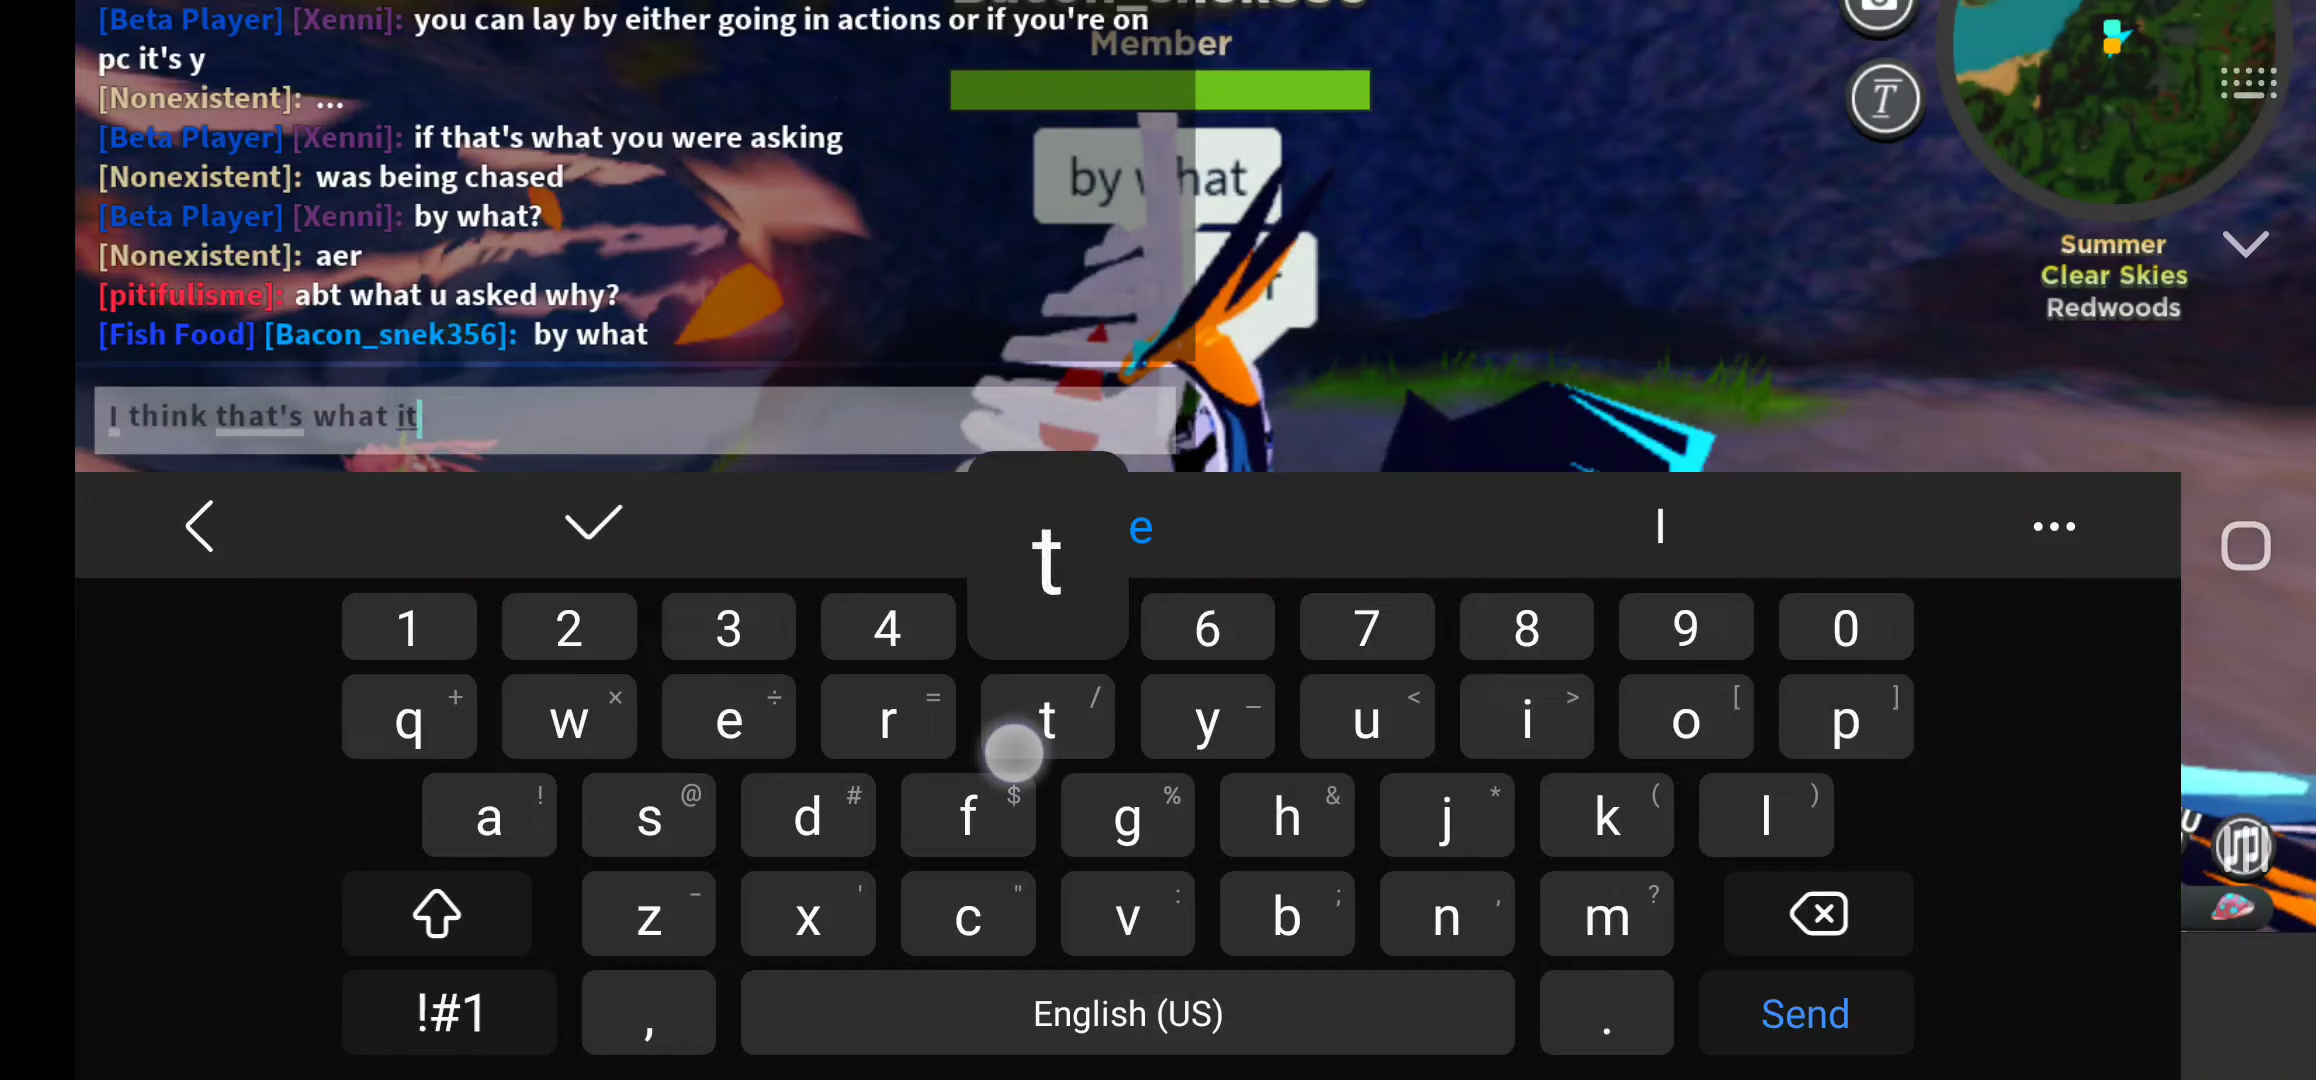 [Beta Player] [Xenni]: you can lay by either going in actions or if you're on
pc it's y
[Nonexistent]: ...
[Beta Player] [Xenni]: if that's what you were asking
[Nonexistent]: was being chased
[Beta Player] [Xenni]: by what?
[Nonexistent]: aer
[pitifulisme]: abt what u asked why?
[Fish Food] [Bacon_snek356]: by what
I think that's what it
Bacon_snek356
Member
by what
T
Summer
Clear Skies
Redwoods
t
e
I
...
1 2 3 4 6 7 8 9 0
q + w × e ÷ r = t / y _ u < i > o [ p ]
a ! s @ d # f $ g % h & j * k ( l )
z - x ' c " v : b ; n , m ?
!#1 , English (US) . Send